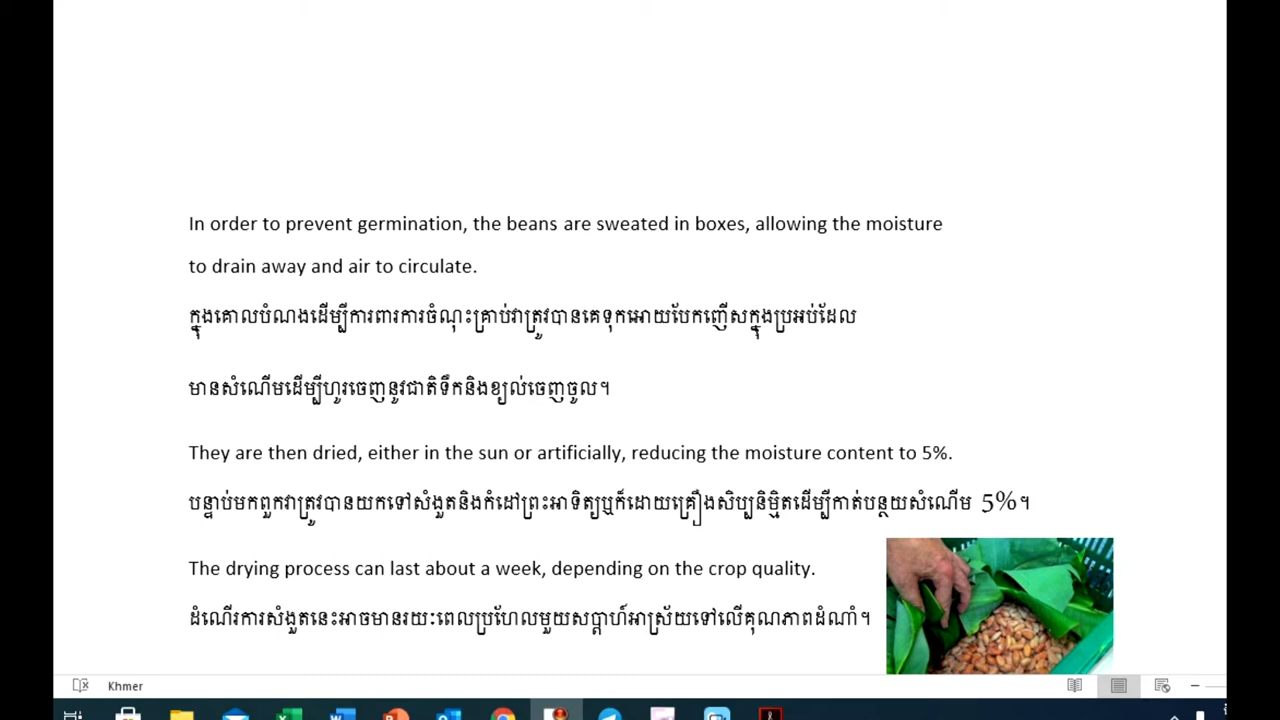 In order to prevent germination, the beans are sweated in boxes, allowing the moisture
to drain away and air to circulate.
ក្នុងគោលបំណងដើម្បីការពារការចំណុះគ្រាប់វាត្រូវបានគេទុកអោយបែកញើសក្នុងប្រអប់ដែល
មានសំណើមដើម្បីហូរចេញនូវជាតិទឹកនិងខ្យល់ចេញចូល។
They are then dried, either in the sun or artificially, reducing the moisture content to 5%.
បន្ទាប់មកពួកវាត្រូវបានយកទៅសំងួតនិងកំដៅព្រះអាទិត្យឬក៏ដោយគ្រឿងសិប្បនិម្មិតដើម្បីកាត់បន្ថយសំណើម 5%។
The drying process can last about a week, depending on the crop quality.
ដំណើរការសំងួតនេះអាចមានរយៈពេលប្រហែលមួយសប្តាហ៍អាស្រ័យទៅលើគុណភាពដំណាំ។
Khmer